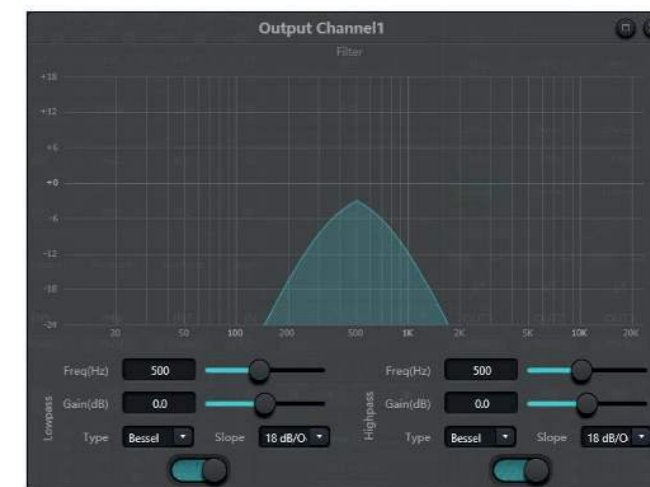 Output Channel1
Filter
+18
+12
+6
+0
-6
-12
-18
-24
20 50 100 200 500 1K 2K 5K 10K 20K
Freq(Hz) 500 Freq(Hz) 500
Lowpass Gain(dB) 0.0 Highpass Gain(dB) 0.0
Type Bessel Slope 18 dB/O Type Bessel Slope 18 dB/O